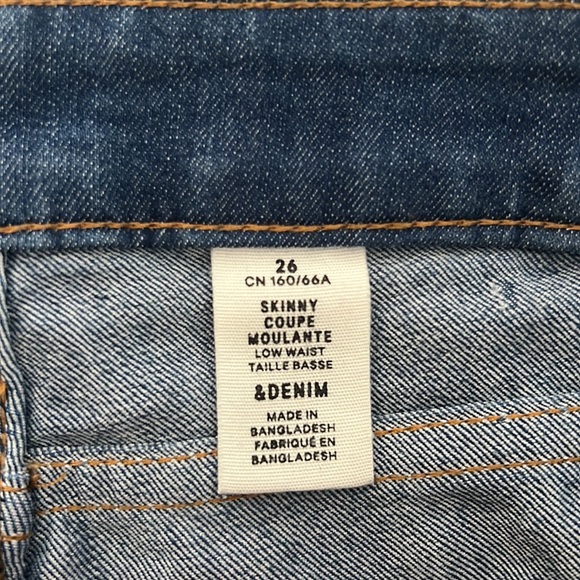 26
CN 160/66A
SKINNY
COUPE
MOULANTE
LOW WAIST
TAILLE BASSE
&DENIM
MADE IN
BANGLADESH
FABRIQUÉ EN
BANGLADESH